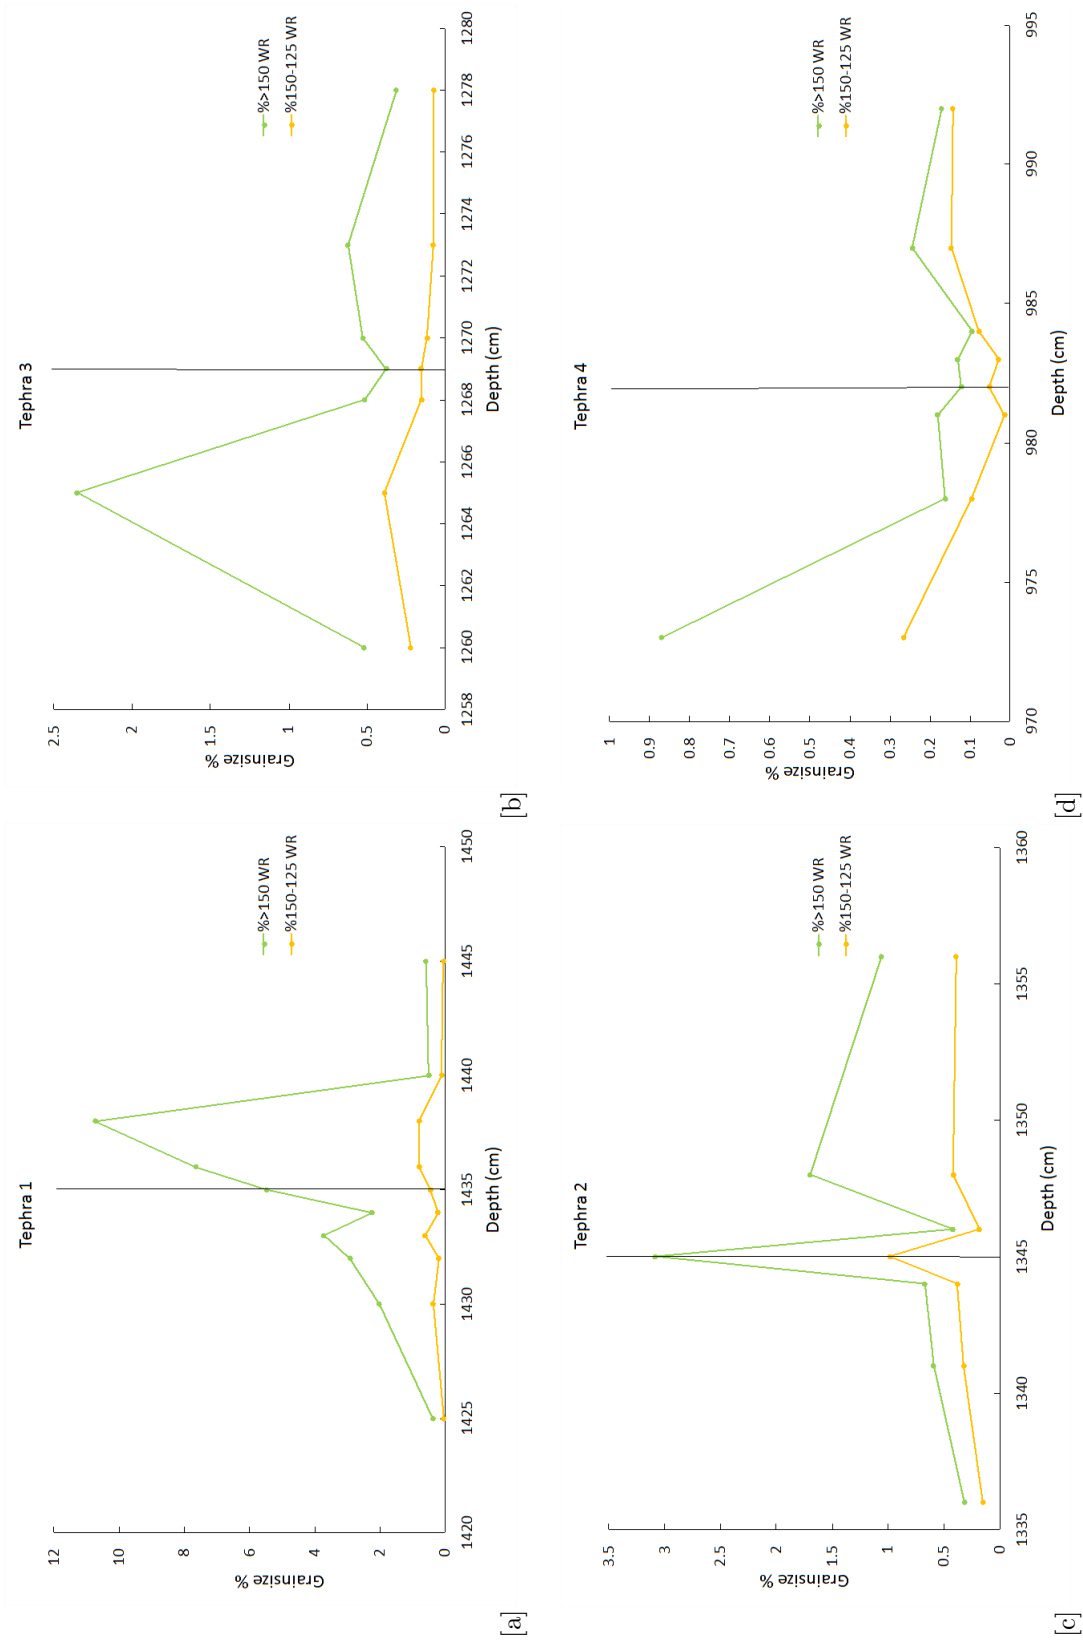 Tephra 1
Grainsize %
12
10
8
6
4
2
0
1420
1425
1430
1435
1440
1445
1450
Depth (cm)
%>150 WR
%150-125 WR
[a]
Tephra 3
Grainsize %
2.5
2
1.5
1
0.5
0
1258
1260
1262
1264
1266
1268
1270
1272
1274
1276
1278
1280
Depth (cm)
%>150 WR
%150-125 WR
[b]
Tephra 2
Grainsize %
3.5
3
2.5
2
1.5
1
0.5
0
1335
1340
1345
1350
1355
1360
Depth (cm)
%>150 WR
%150-125 WR
[c]
Tephra 4
Grainsize %
1
0.9
0.8
0.7
0.6
0.5
0.4
0.3
0.2
0.1
0
970
975
980
985
990
995
Depth (cm)
%>150 WR
%150-125 WR
[d]